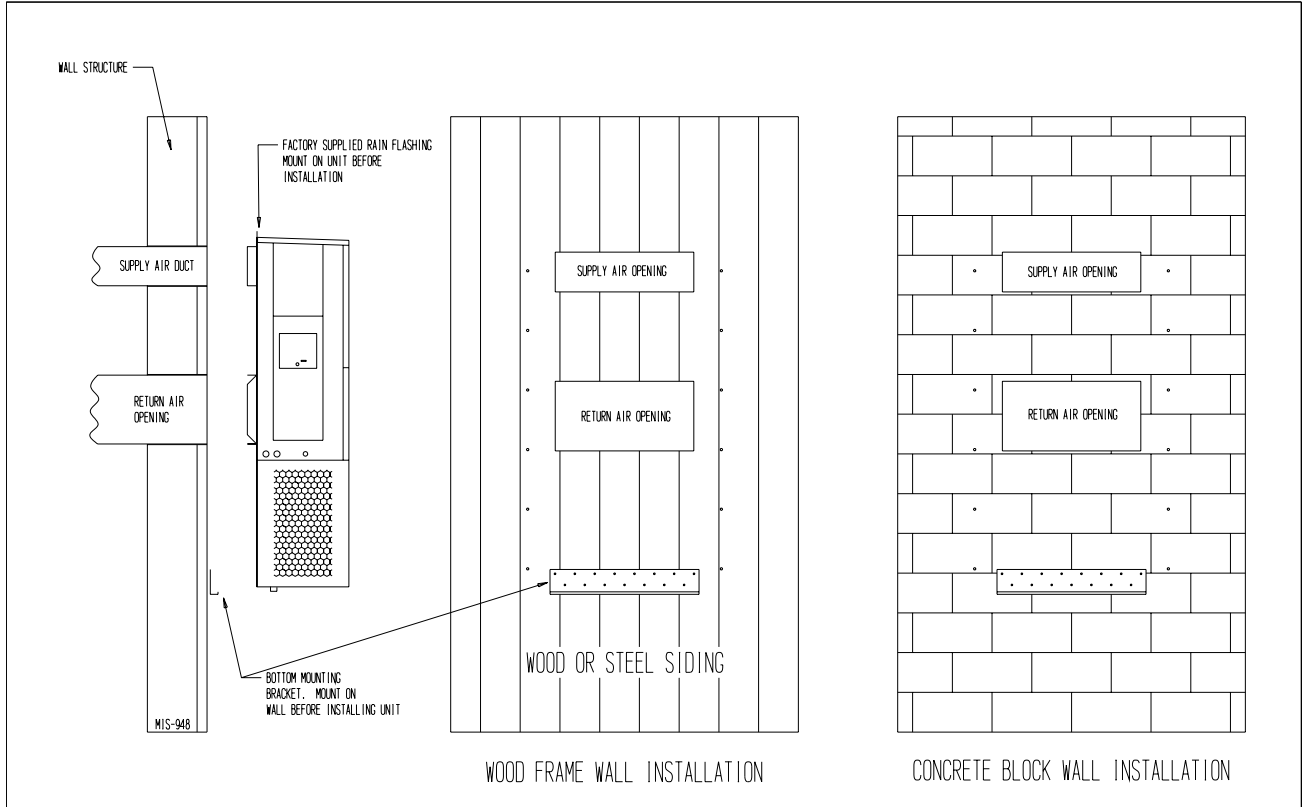 WALL STRUCTURE
FACTORY SUPPLIED RAIN FLASHING
MOUNT ON UNIT BEFORE
INSTALLATION
SUPPLY AIR DUCT
RETURN AIR
OPENING
BOTTOM MOUNTING
BRACKET. MOUNT ON
WALL BEFORE INSTALLING UNIT
MIS-948
SUPPLY AIR OPENING
RETURN AIR OPENING
WOOD OR STEEL SIDING
WOOD FRAME WALL INSTALLATION
SUPPLY AIR OPENING
RETURN AIR OPENING
CONCRETE BLOCK WALL INSTALLATION